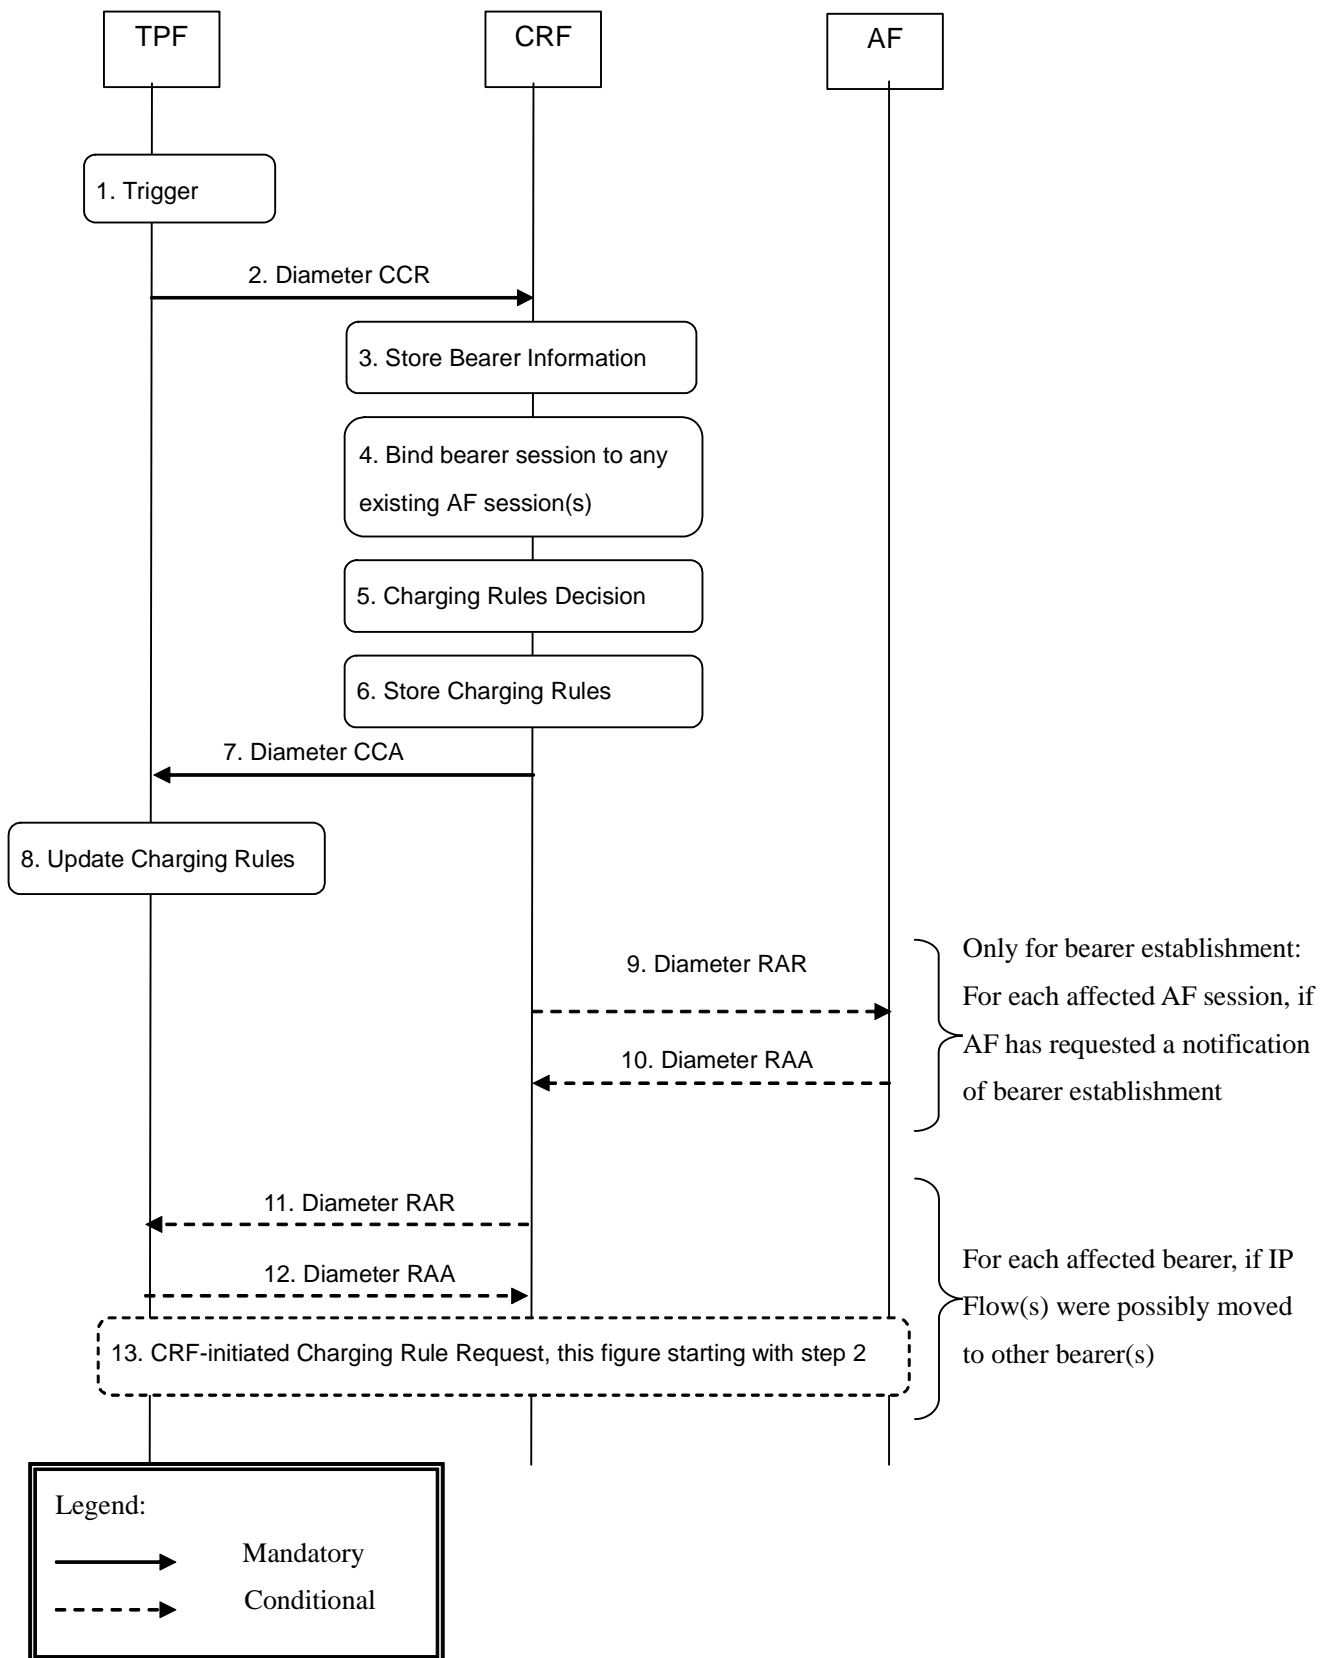 TPF
CRF
AF
1. Trigger
2. Diameter CCR
3. Store Bearer Information
4. Bind bearer session to any
existing AF session(s)
5. Charging Rules Decision
6. Store Charging Rules
7. Diameter CCA
8. Update Charging Rules
9. Diameter RAR
10. Diameter RAA
Only for bearer establishment:
For each affected AF session, if
AF has requested a notification
of bearer establishment
11. Diameter RAR
12. Diameter RAA
13. CRF-initiated Charging Rule Request, this figure starting with step 2
For each affected bearer, if IP
Flow(s) were possibly moved
to other bearer(s)
Legend:
Mandatory
Conditional